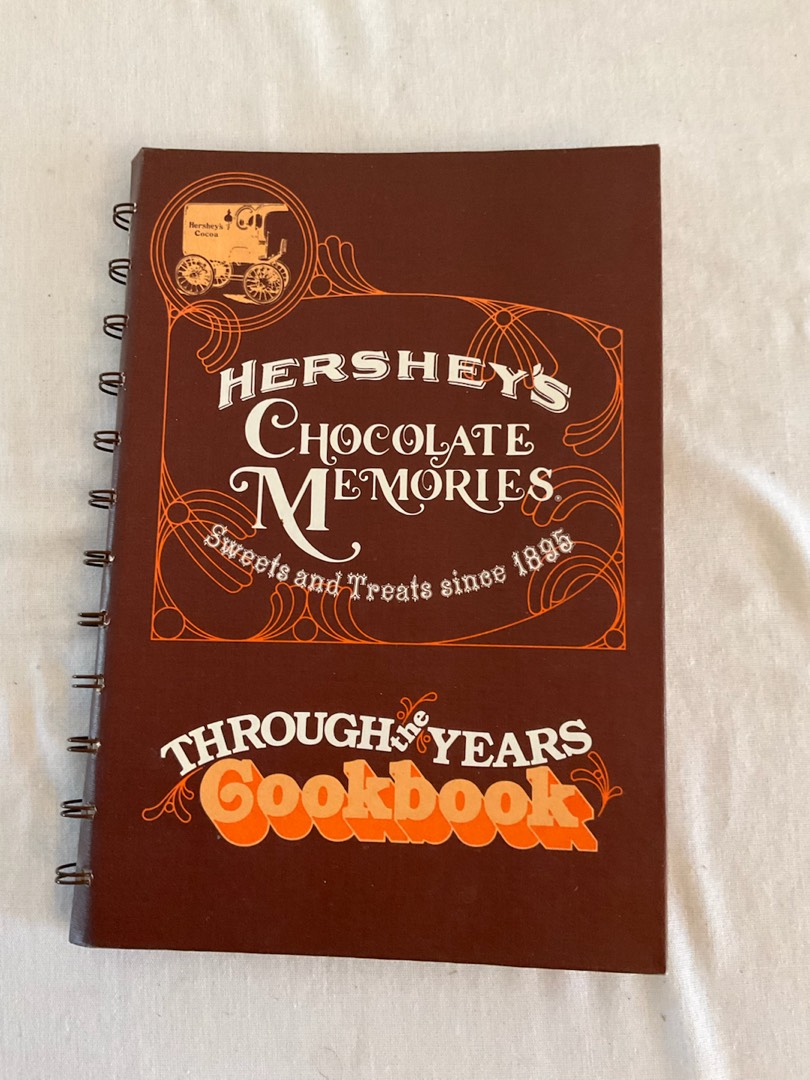 Hershey's
Cocoa
HERSHEY'S
CHOCOLATE
MEMORIES®
Sweets and Treats since 1895
THROUGH the YEARS
Cookbook